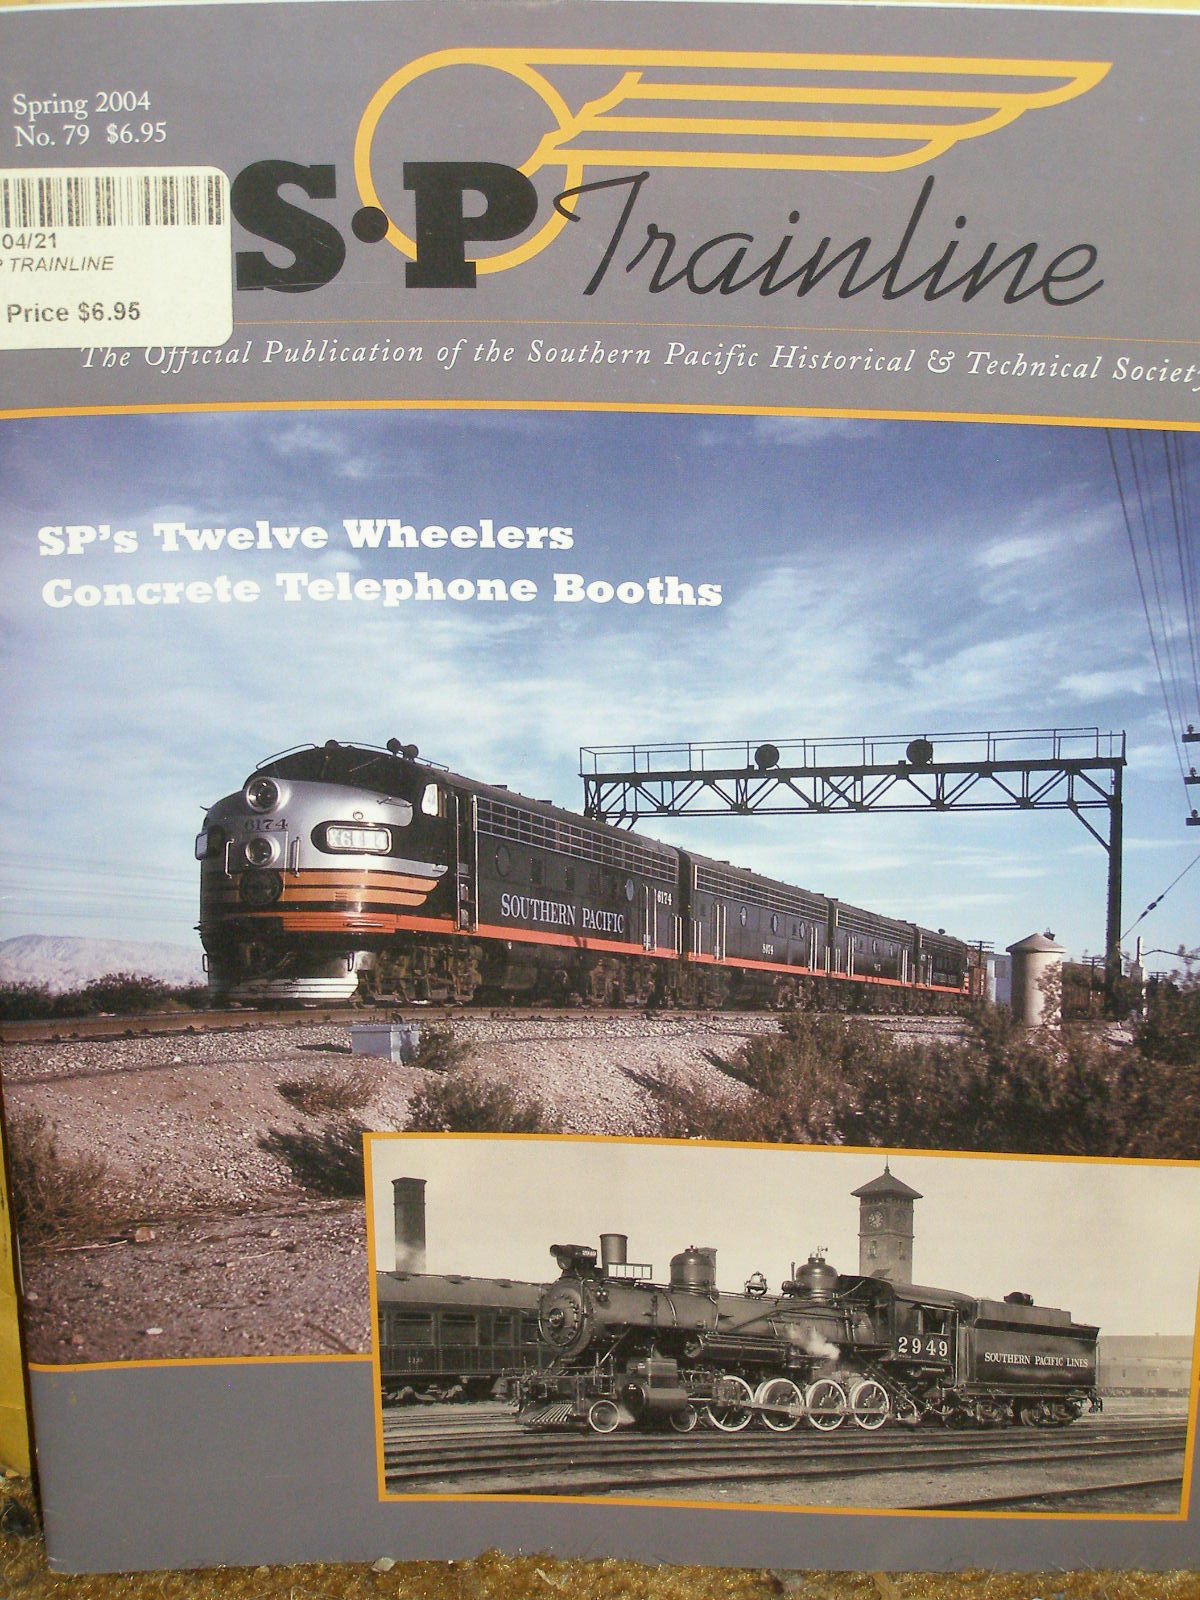 Spring 2004
No. 79 $6.95
04/21
P TRAINLINE
Price $6.95
S·P Trainline
The Official Publication of the Southern Pacific Historical & Technical Society
SP's Twelve Wheelers
Concrete Telephone Booths
6174
SOUTHERN PACIFIC
6174
2949
SOUTHERN PACIFIC LINES